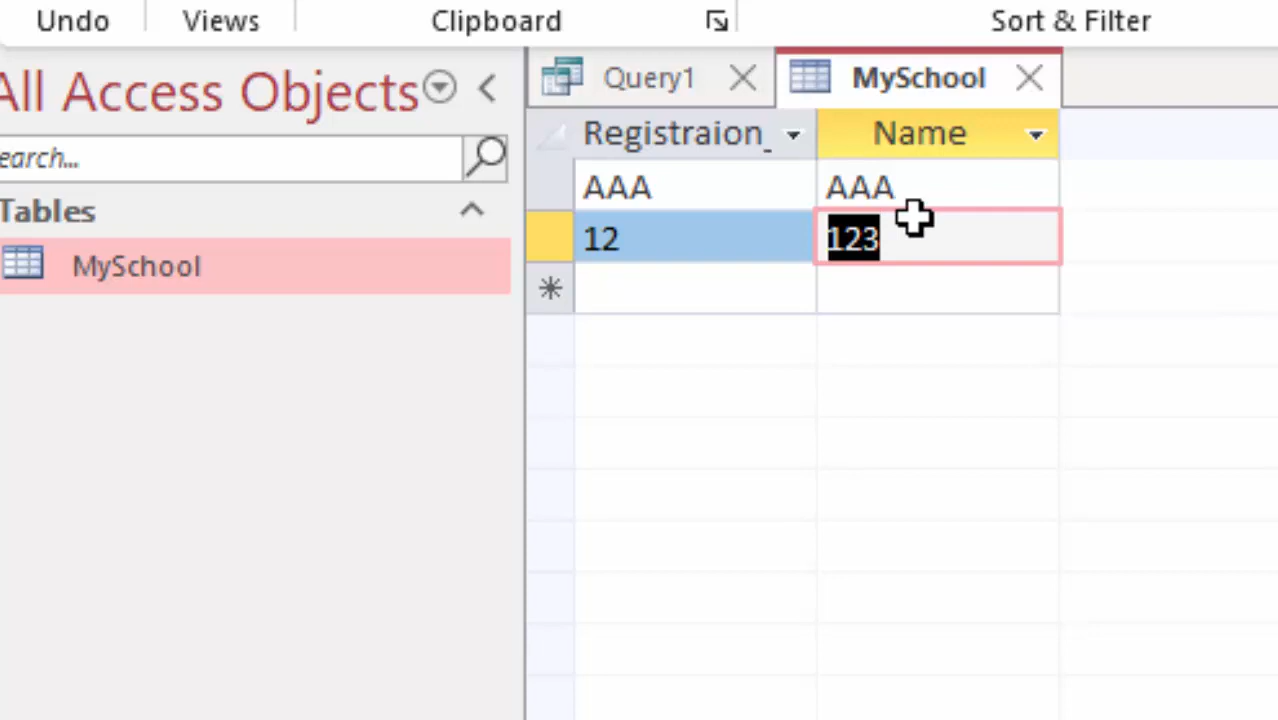 Undo Views Clipboard Sort & Filter
All Access Objects
earch...
Tables
MySchool
Query1 MySchool
Registraion_ Name
AAA AAA
12 123